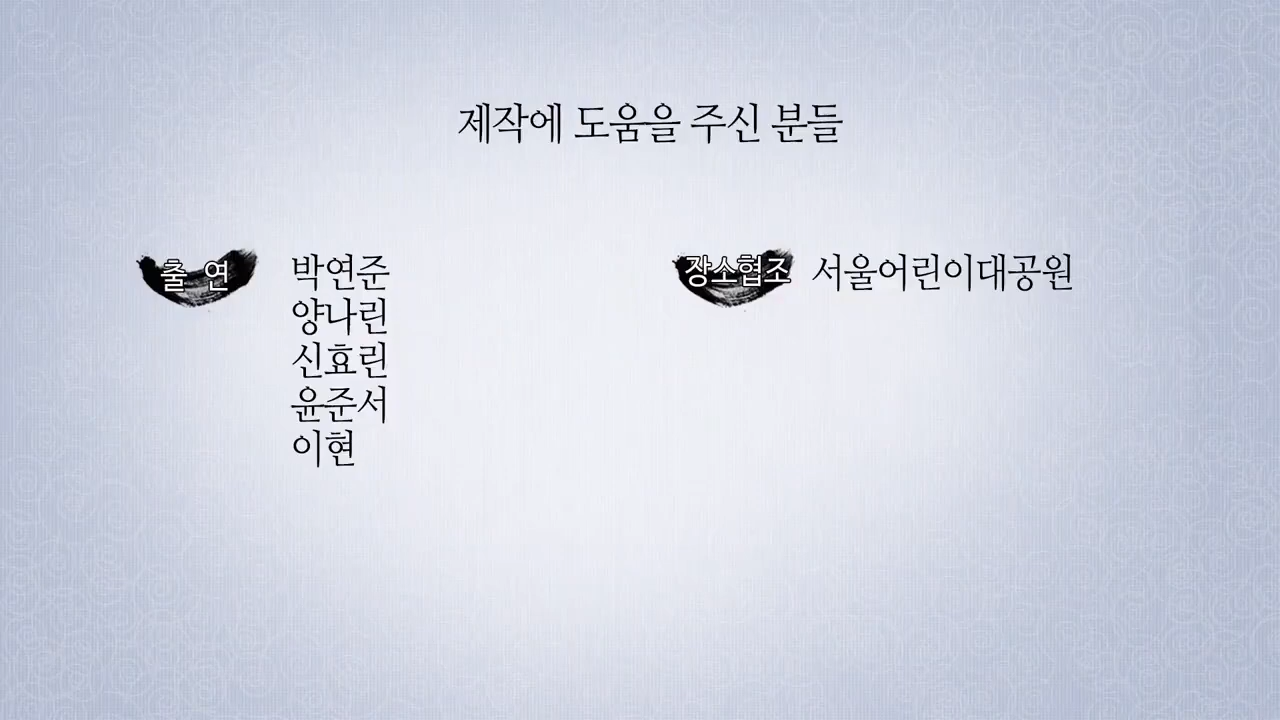 제작에 도움을 주신 분들
출 연 박연준
양나린
신효린
윤준서
이현
장소협조 서울어린이대공원